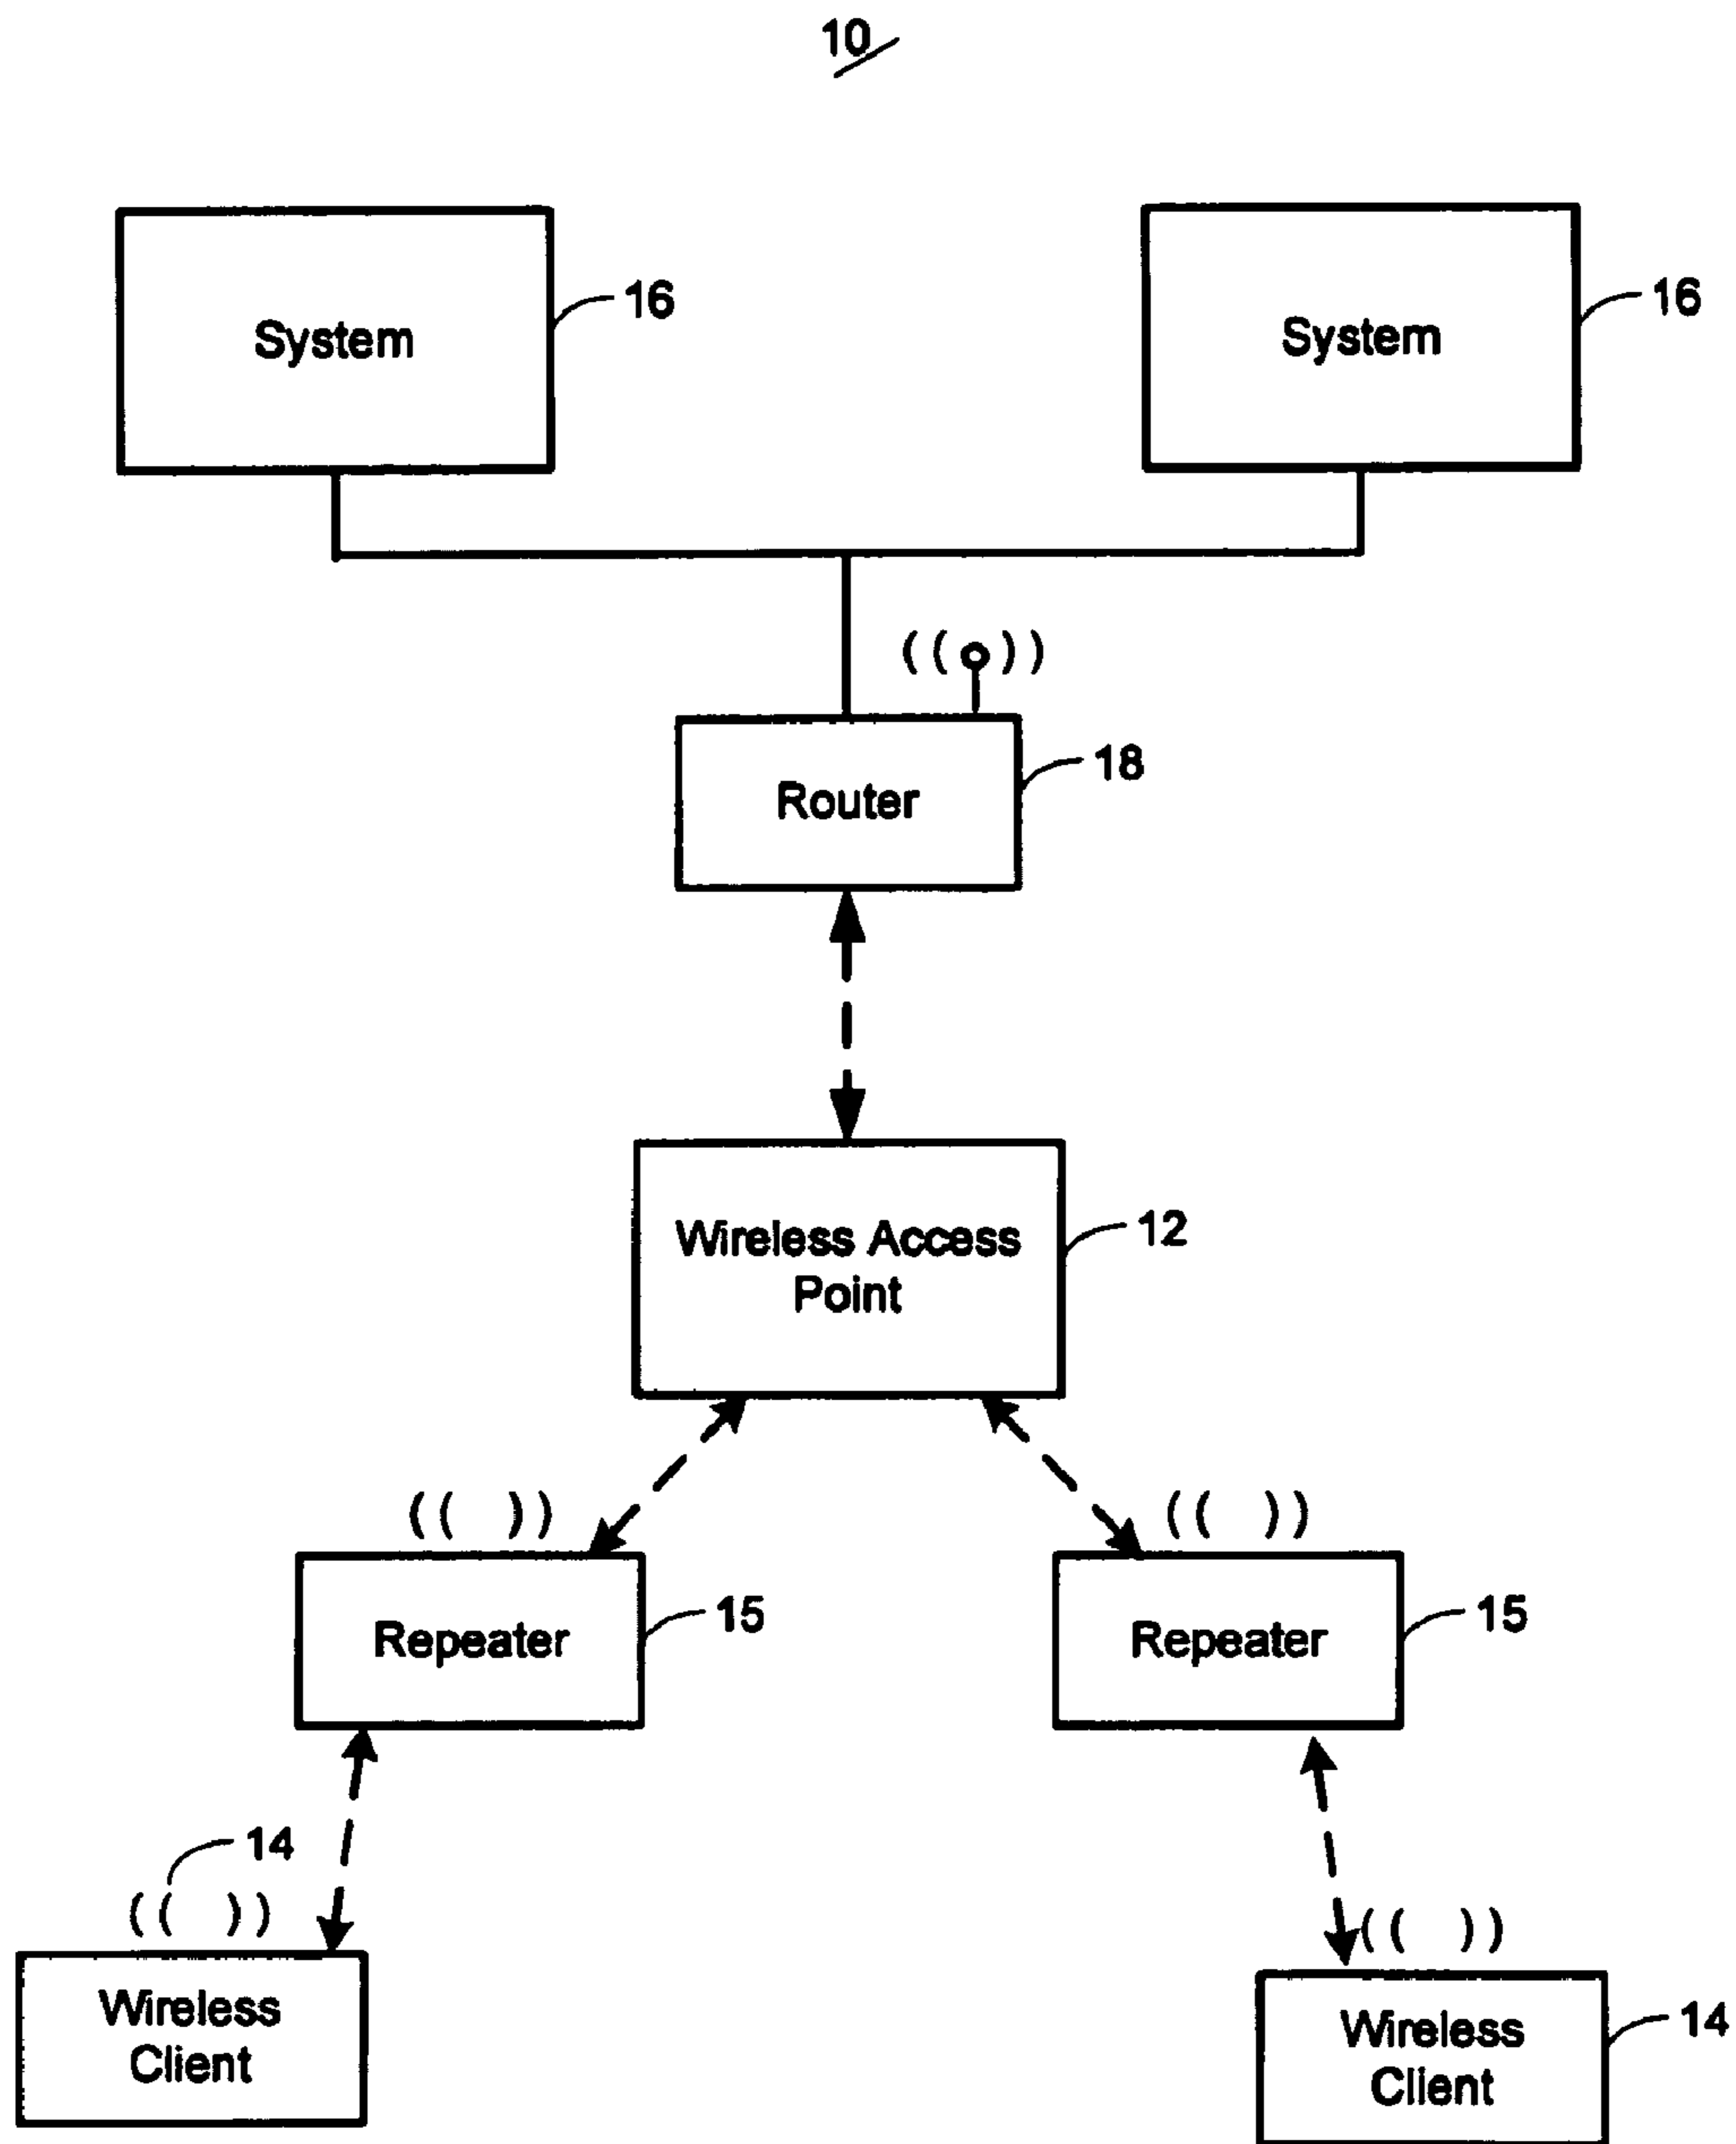 10
System
16
System
16
Router
18
Wireless Access
Point
12
Repeater
15
Repeater
15
14
Wireless
Client
Wireless
Client
14